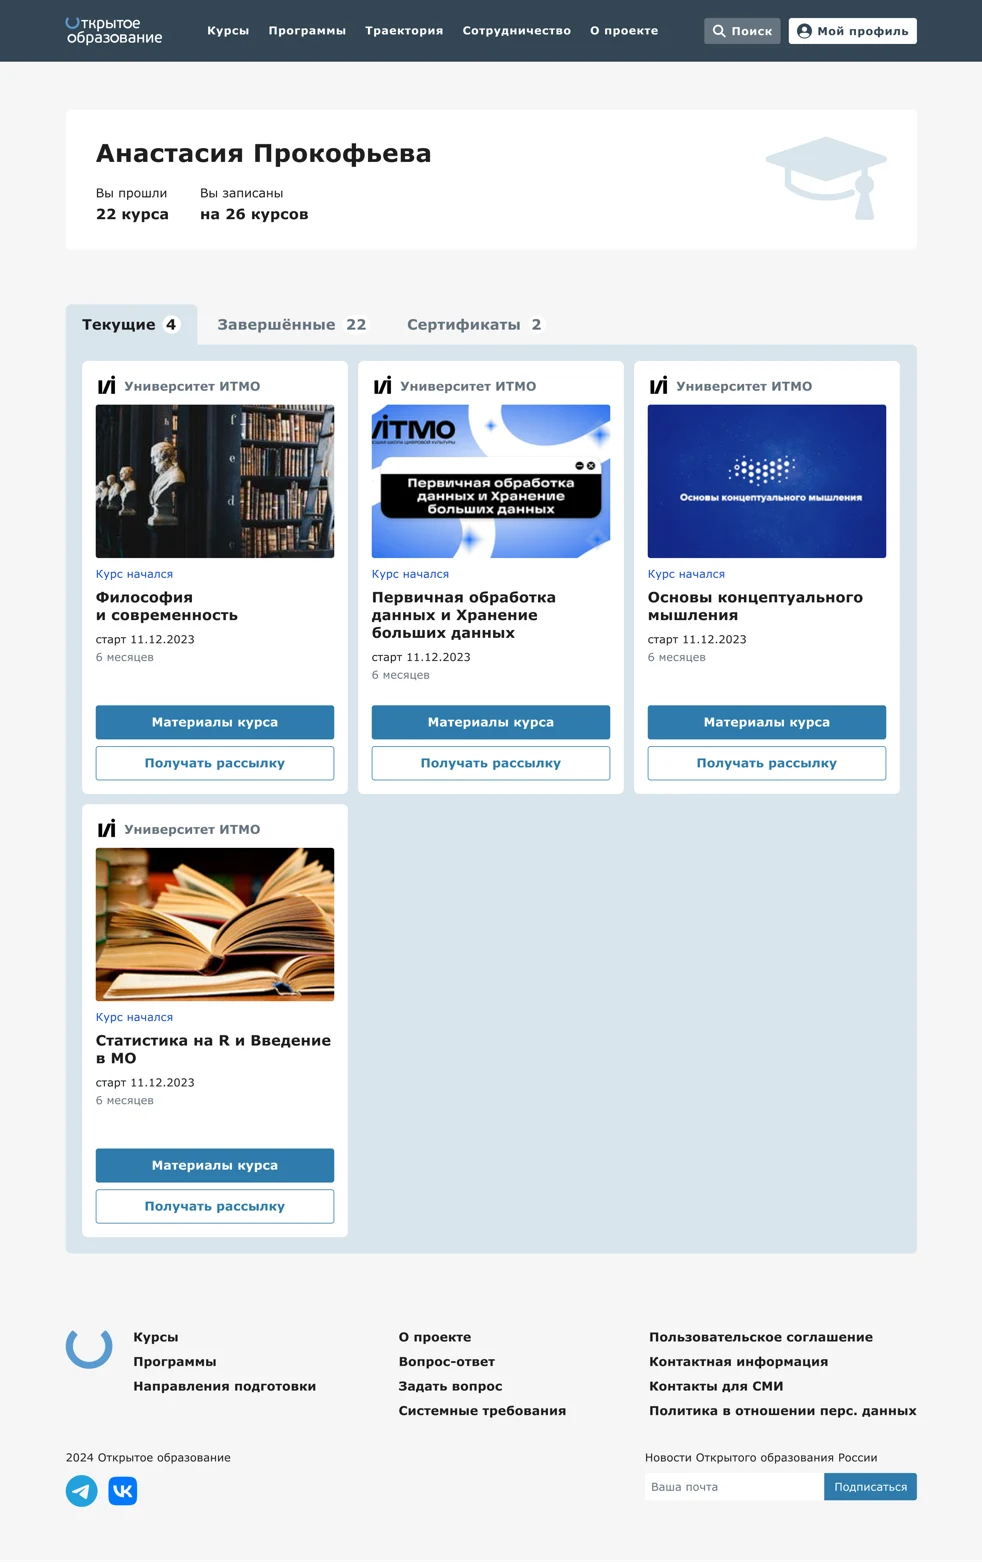 Открытое
образование
Курсы Программы Траектория Сотрудничество О проекте Поиск Мой профиль
Анастасия Прокофьева
Вы прошли Вы записаны
22 курса на 26 курсов
Текущие 4 Завершённые 22 Сертификаты 2
Университет ИТМО
f
e
d
Курс начался
Философия
и современность
старт 11.12.2023
6 месяцев
Материалы курса
Получать рассылку
Университет ИТМО
ИТМО
Первичная обработка
данных и Хранение
больших данных
Курс начался
Первичная обработка
данных и Хранение
больших данных
старт 11.12.2023
6 месяцев
Материалы курса
Получать рассылку
Университет ИТМО
Основы концептуального мышления
Курс начался
Основы концептуального
мышления
старт 11.12.2023
6 месяцев
Материалы курса
Получать рассылку
Университет ИТМО
Курс начался
Статистика на R и Введение
в МО
старт 11.12.2023
6 месяцев
Материалы курса
Получать рассылку
Курсы
Программы
Направления подготовки
О проекте
Вопрос-ответ
Задать вопрос
Системные требования
Пользовательское соглашение
Контактная информация
Контакты для СМИ
Политика в отношении перс. данных
2024 Открытое образование
Новости Открытого образования России
Ваша почта Подписаться